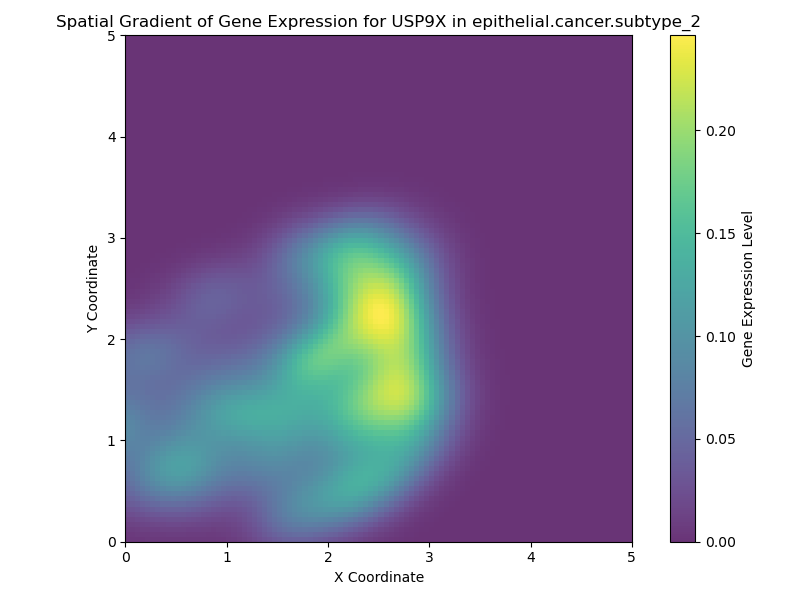 Spatial Gradient of Gene Expression for USP9X in epithelial.cancer.subtype_2
5
4
3
2
1
0
0 1 2 3 4 5
Y Coordinate
X Coordinate
0.20
0.15
0.10
0.05
0.00
Gene Expression Level